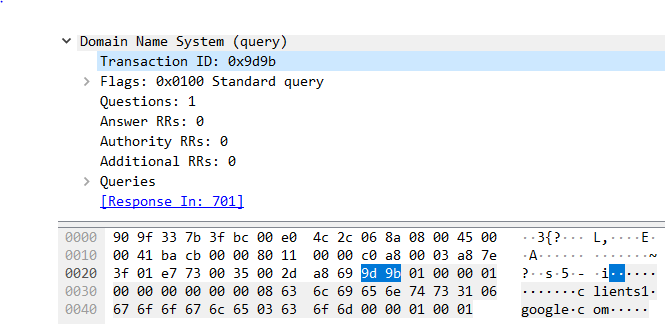 Domain Name System (query)
Transaction ID: 0x9d9b
Flags: 0x0100 Standard query
Questions: 1
Answer RRs: 0
Authority RRs: 0
Additional RRs: 0
Queries
[Response In: 701]
0000 90 9f 33 7b 3f bc 00 e0 4c 2c 06 8a 08 00 45 00 ··3{?···L,····E·
0010 00 41 ba cb 00 00 80 11 00 00 c0 a8 00 03 a8 7e ·A·············~
0020 3f 01 e7 73 00 35 00 2d a8 69 9d 9b 01 00 00 01 ?··s·5·-·i······
0030 00 00 00 00 00 00 08 63 6c 69 65 6e 74 73 31 06 ·······clients1·
0040 67 6f 6f 67 6c 65 03 63 6f 6d 00 00 01 00 01 google·com·····